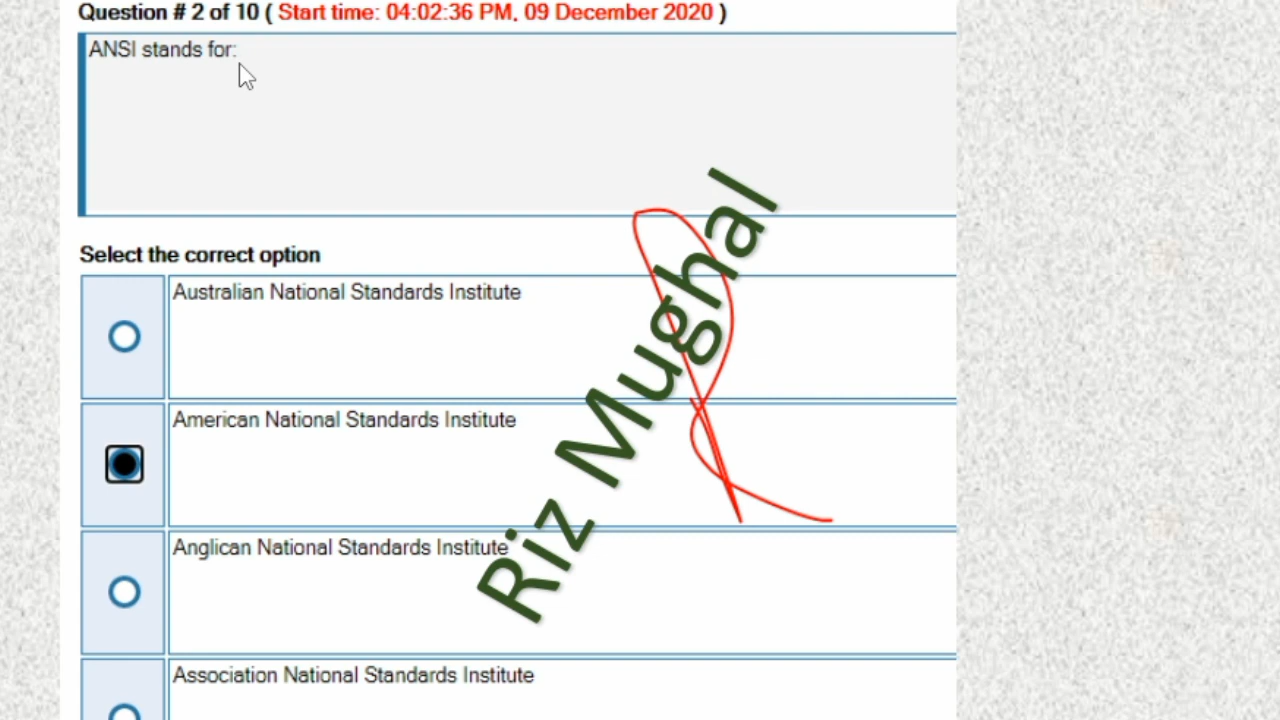 Question # 2 of 10 ( Start time: 04:02:36 PM, 09 December 2020 )
ANSI stands for:
Select the correct option
Australian National Standards Institute
American National Standards Institute
Anglican National Standards Institute
Association National Standards Institute
Riz Mughal